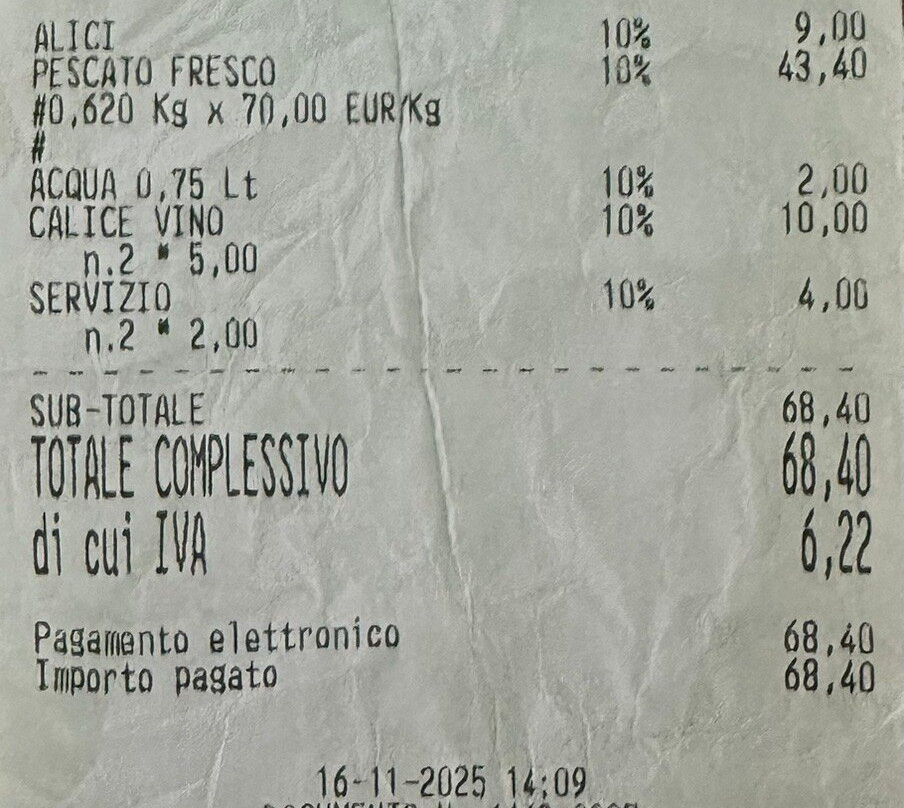 ALICI 10% 9,00
PESCATO FRESCO 10% 43,40
#0,620 Kg x 70,00 EUR/Kg
#
ACQUA 0,75 Lt 10% 2,00
CALICE VINO 10% 10,00
n.2 * 5,00
SERVIZIO 10% 4,00
n.2 * 2,00
SUB-TOTALE 68,40
TOTALE COMPLESSIVO 68,40
di cui IVA 6,22
Pagamento elettronico 68,40
Importo pagato 68,40
16-11-2025 14:09